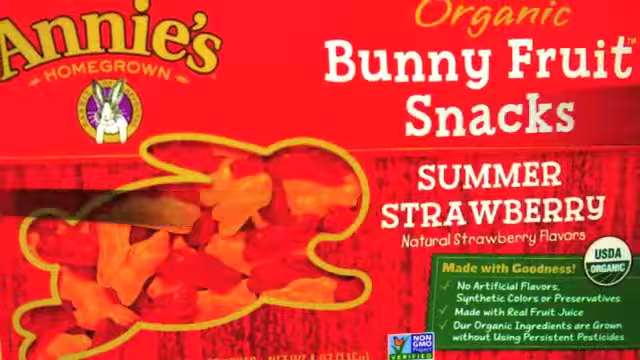 Annie's
HOMEGROWN
Organic
Bunny Fruit
Snacks
SUMMER
STRAWBERRY
Natural Strawberry Flavors
Made with Goodness!
✓ No Artificial Flavors,
Synthetic Colors or Preservatives
✓ Made with Real Fruit Juice
✓ Our Organic Ingredients are Grown
without Using Persistent Pesticides
USDA
ORGANIC
NON
GMO
Project
VERIFIED